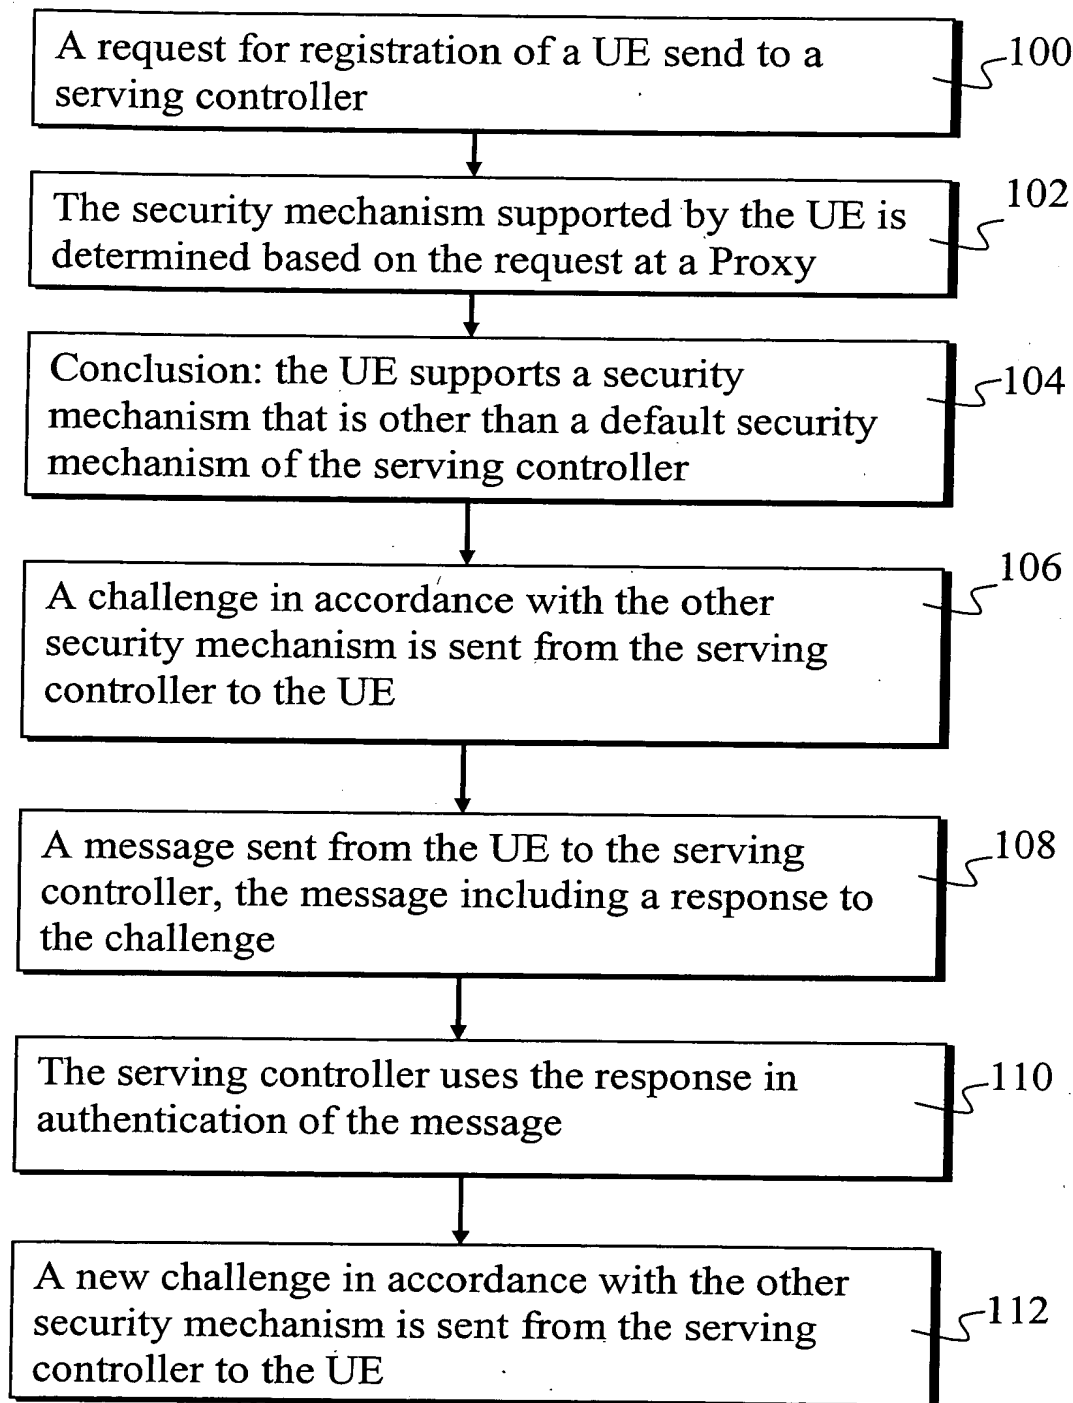 A request for registration of a UE send to a
serving controller
100
The security mechanism supported by the UE is
determined based on the request at a Proxy
102
Conclusion: the UE supports a security
mechanism that is other than a default security
mechanism of the serving controller
104
A challenge in accordance with the other
security mechanism is sent from the serving
controller to the UE
106
A message sent from the UE to the serving
controller, the message including a response to
the challenge
108
The serving controller uses the response in
authentication of the message
110
A new challenge in accordance with the other
security mechanism is sent from the serving
controller to the UE
112